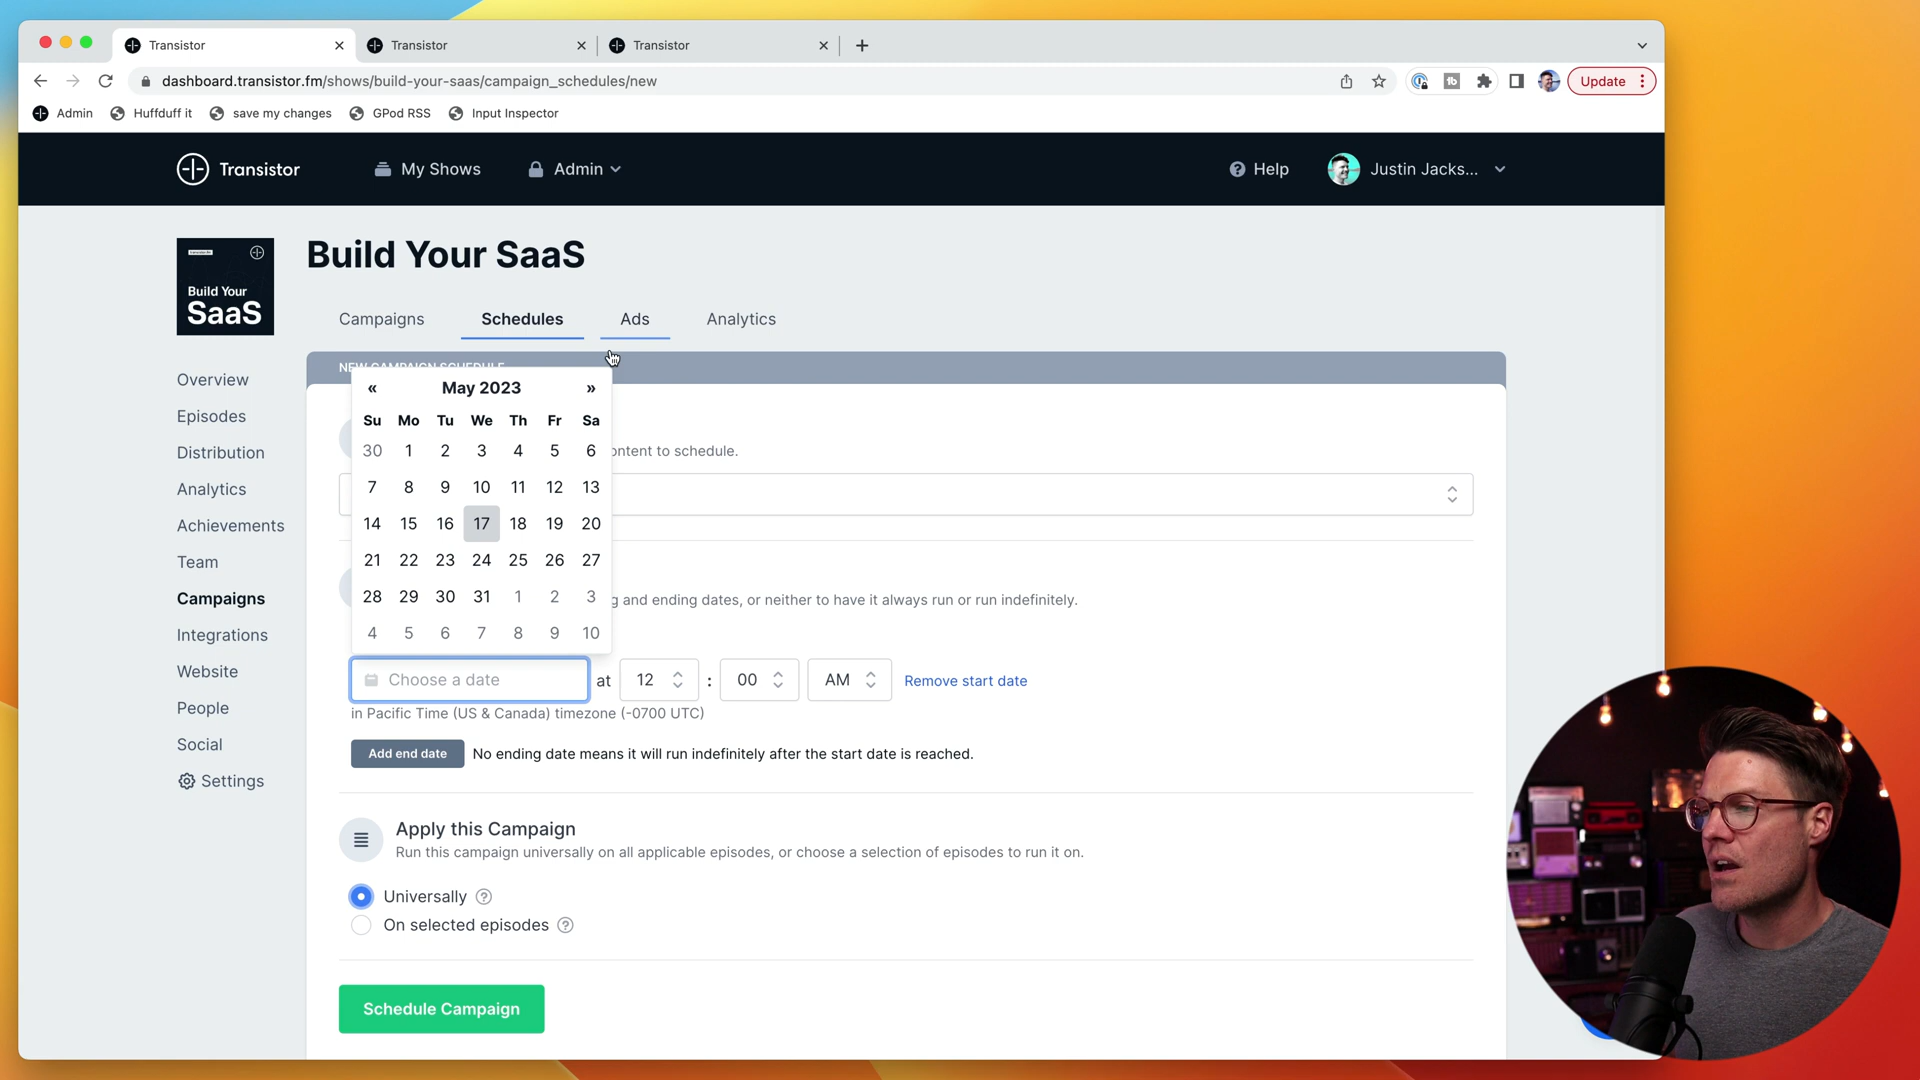 Transistor
Transistor
Transistor
dashboard.transistor.fm/shows/build-your-saas/campaign_schedules/new
Update
Admin
Huffduff it
save my changes
GPod RSS
Input Inspector
Transistor
My Shows
Admin
Help
Justin Jacks...
Build Your
SaaS
Build Your SaaS
Campaigns
Schedules
Ads
Analytics
Overview
Episodes
Distribution
Analytics
Achievements
Team
Campaigns
Integrations
Website
People
Social
Settings
NEW CAMPAIGN SCHEDULE
« May 2023 »
Su Mo Tu We Th Fr Sa
30 1 2 3 4 5 6
7 8 9 10 11 12 13
14 15 16 17 18 19 20
21 22 23 24 25 26 27
28 29 30 31 1 2 3
4 5 6 7 8 9 10
ontent to schedule.
g and ending dates, or neither to have it always run or run indefinitely.
Choose a date at 12 : 00 AM Remove start date
in Pacific Time (US & Canada) timezone (-0700 UTC)
Add end date No ending date means it will run indefinitely after the start date is reached.
Apply this Campaign
Run this campaign universally on all applicable episodes, or choose a selection of episodes to run it on.
Universally ?
On selected episodes ?
Schedule Campaign